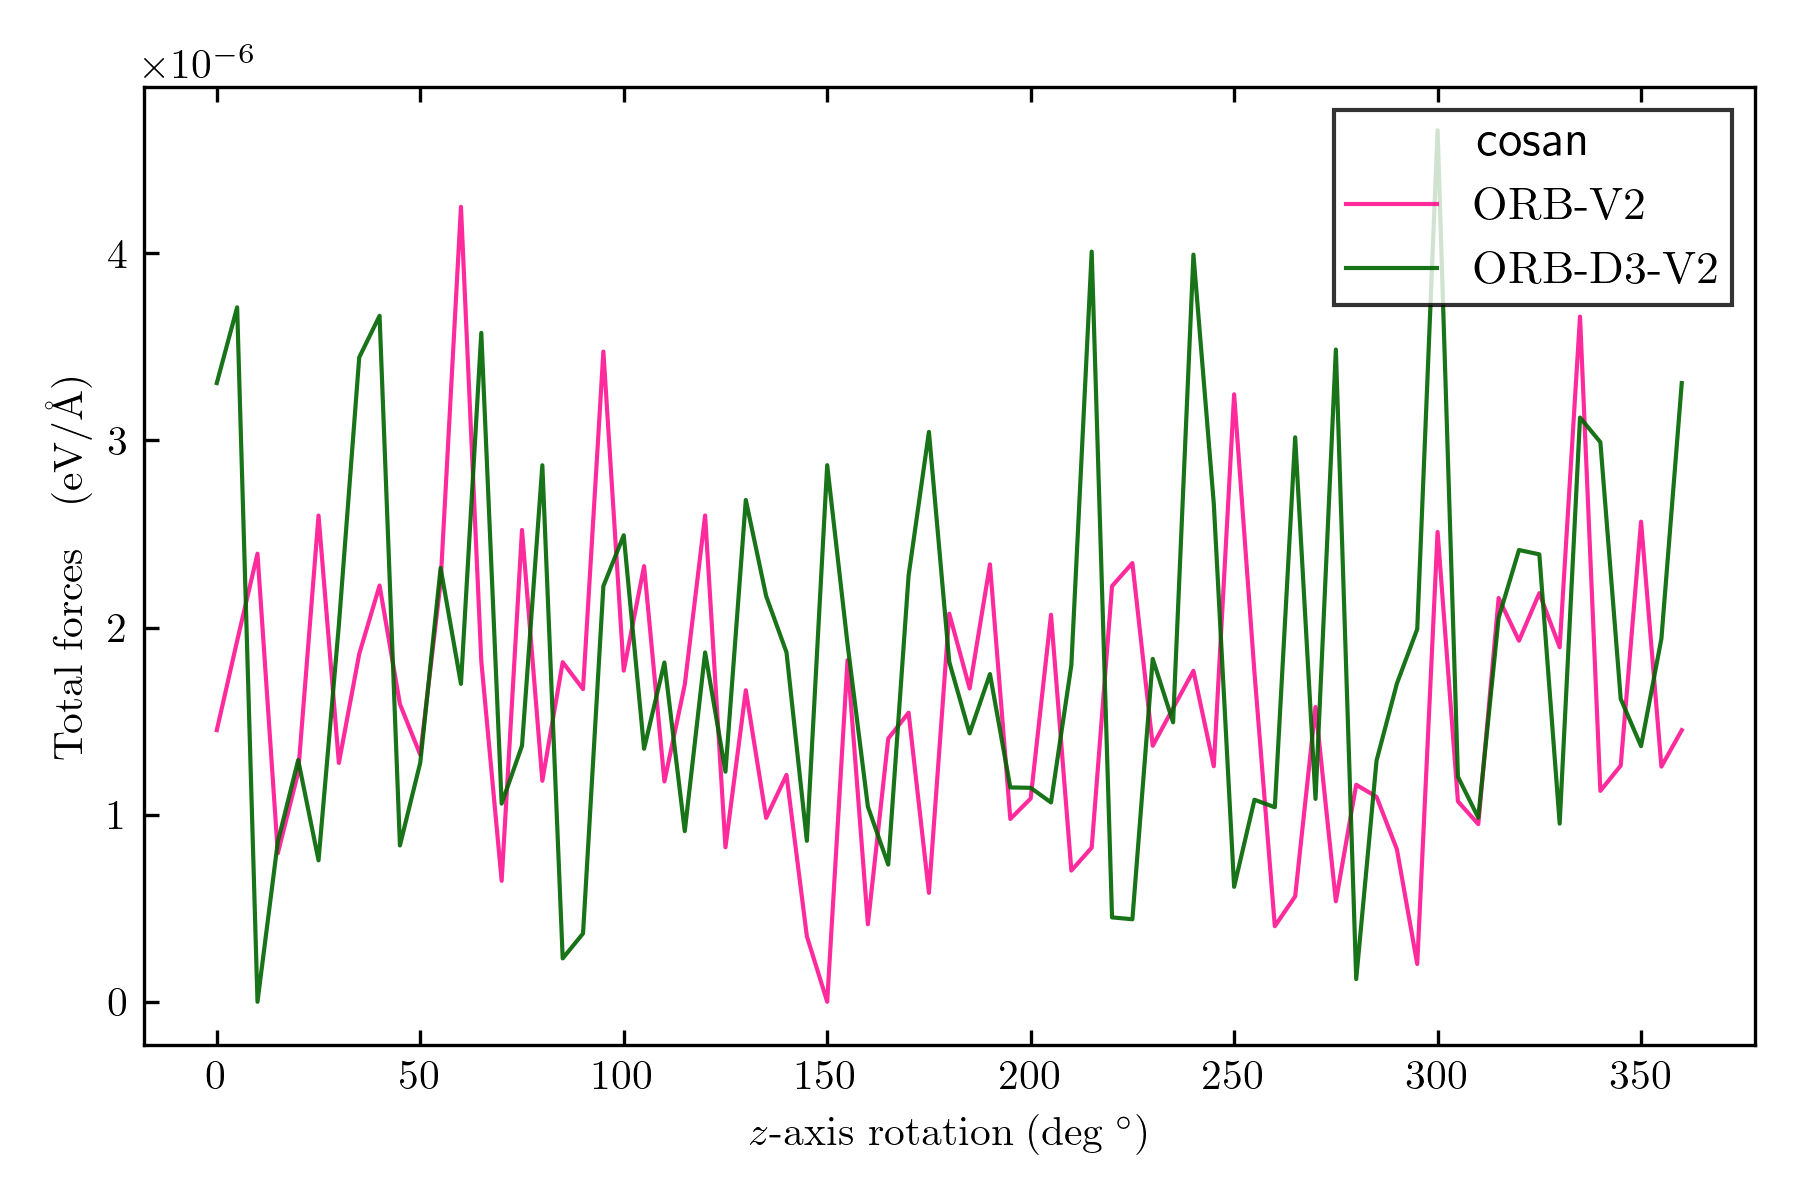 ×10⁻⁶
cosan
ORB-V2
ORB-D3-V2
4
3
2
1
0
Total forces (eV/Å)
0 50 100 150 200 250 300 350
z-axis rotation (deg °)